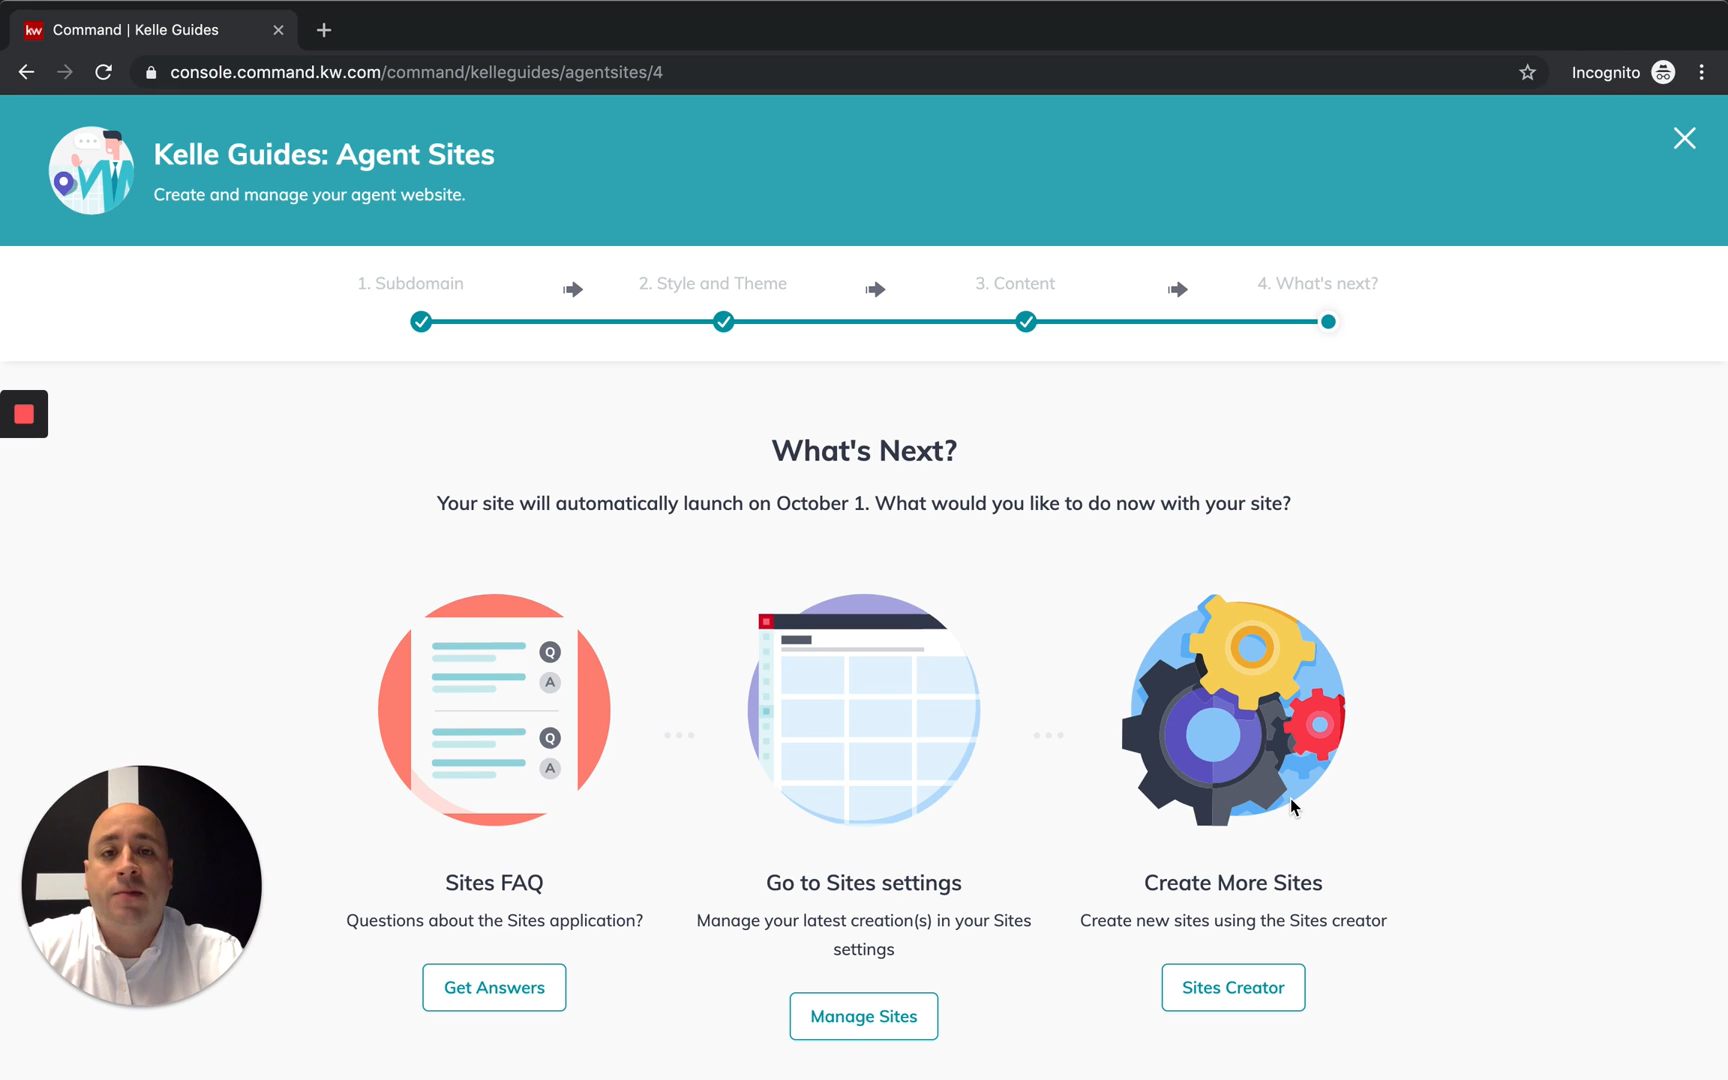 kw Command | Kelle Guides
console.command.kw.com/command/kelleguides/agentsites/4
Incognito
Kelle Guides: Agent Sites
Create and manage your agent website.
1. Subdomain
2. Style and Theme
3. Content
4. What's next?
What's Next?
Your site will automatically launch on October 1. What would you like to do now with your site?
Q
A
Q
A
Sites FAQ
Questions about the Sites application?
Get Answers
Go to Sites settings
Manage your latest creation(s) in your Sites
settings
Manage Sites
Create More Sites
Create new sites using the Sites creator
Sites Creator